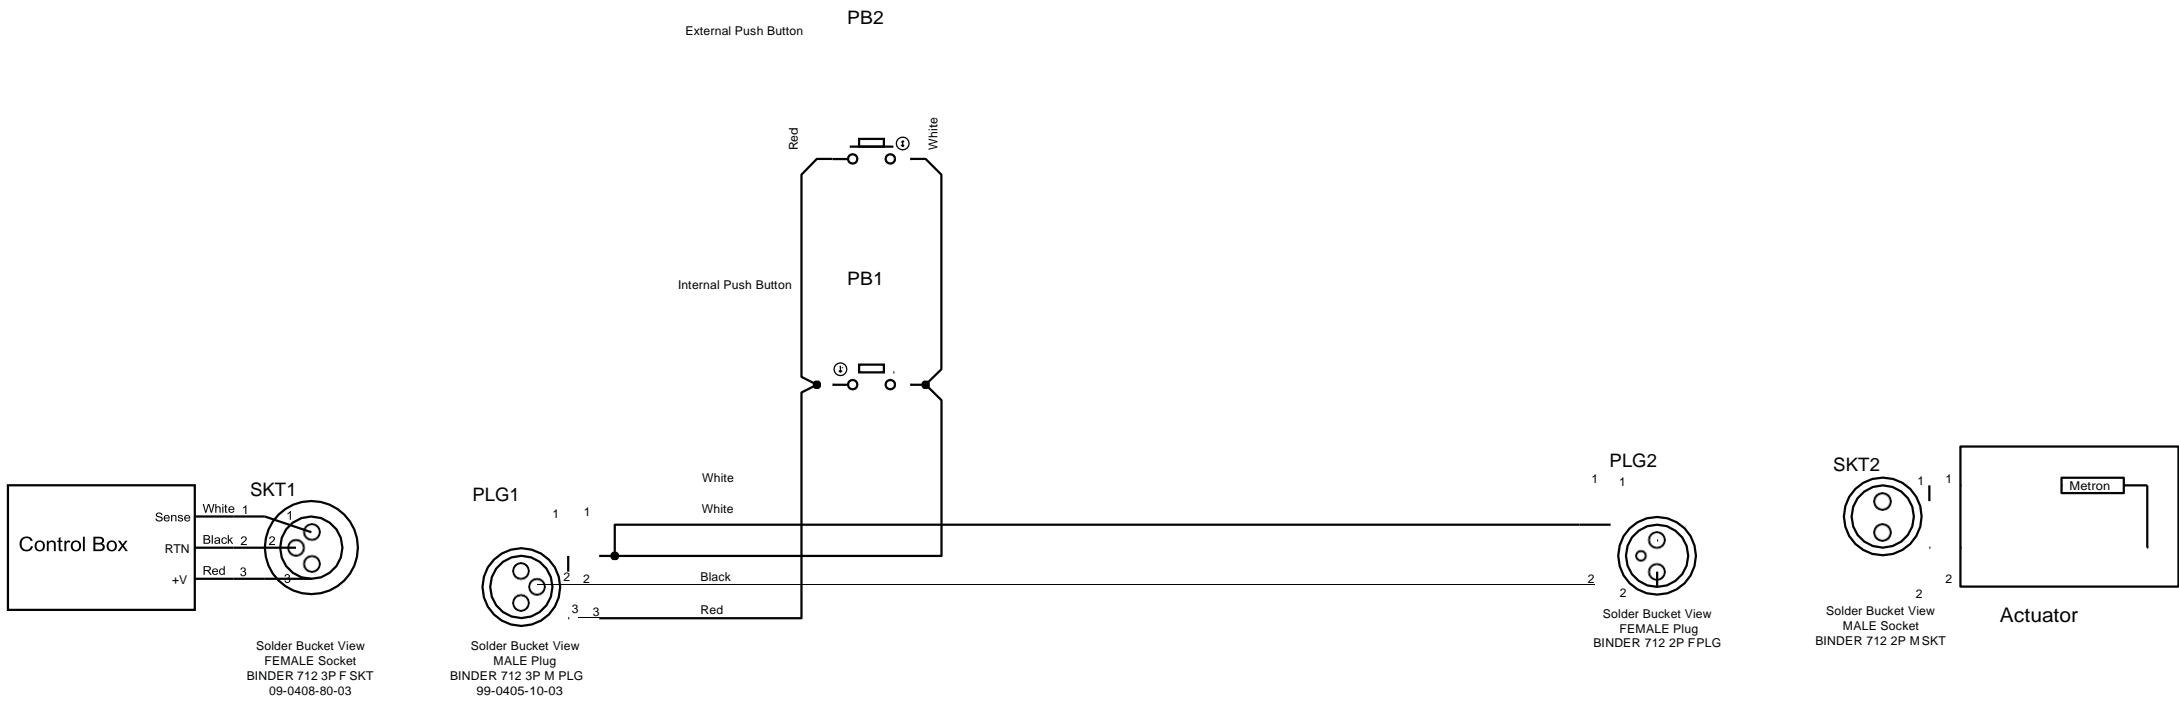 PB2
External Push Button
Red
White
PB1
Internal Push Button
Control Box
Sense
RTN
+V
White 1
Black 2
Red 3
SKT1
1
2
3
Solder Bucket View
FEMALE Socket
BINDER 712 3P F SKT
09-0408-80-03
PLG1
1 1
2 2
3 3
Solder Bucket View
MALE Plug
BINDER 712 3P M PLG
99-0405-10-03
White
White
Black
Red
PLG2
1 1
2
2
Solder Bucket View
FEMALE Plug
BINDER 712 2P F PLG
SKT2
1 1
2
2
Solder Bucket View
MALE Socket
BINDER 712 2P M SKT
Metron
Actuator